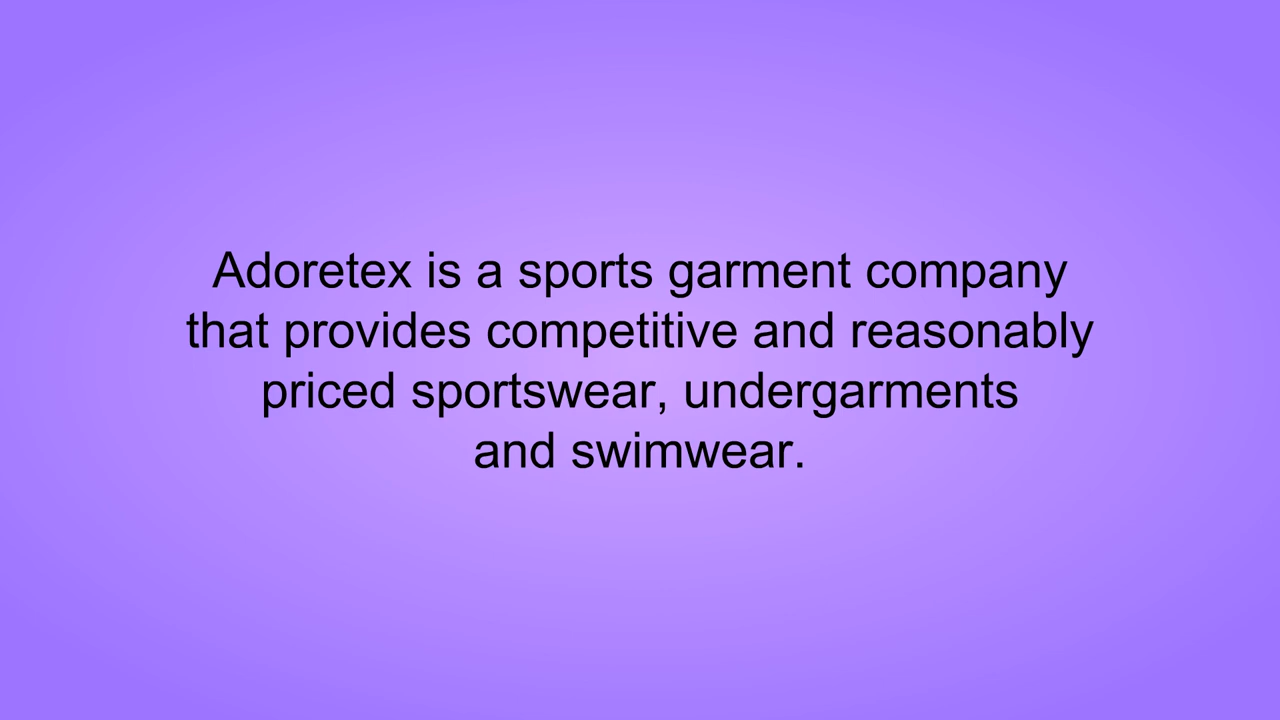 Adoretex is a sports garment company
that provides competitive and reasonably
priced sportswear, undergarments
and swimwear.